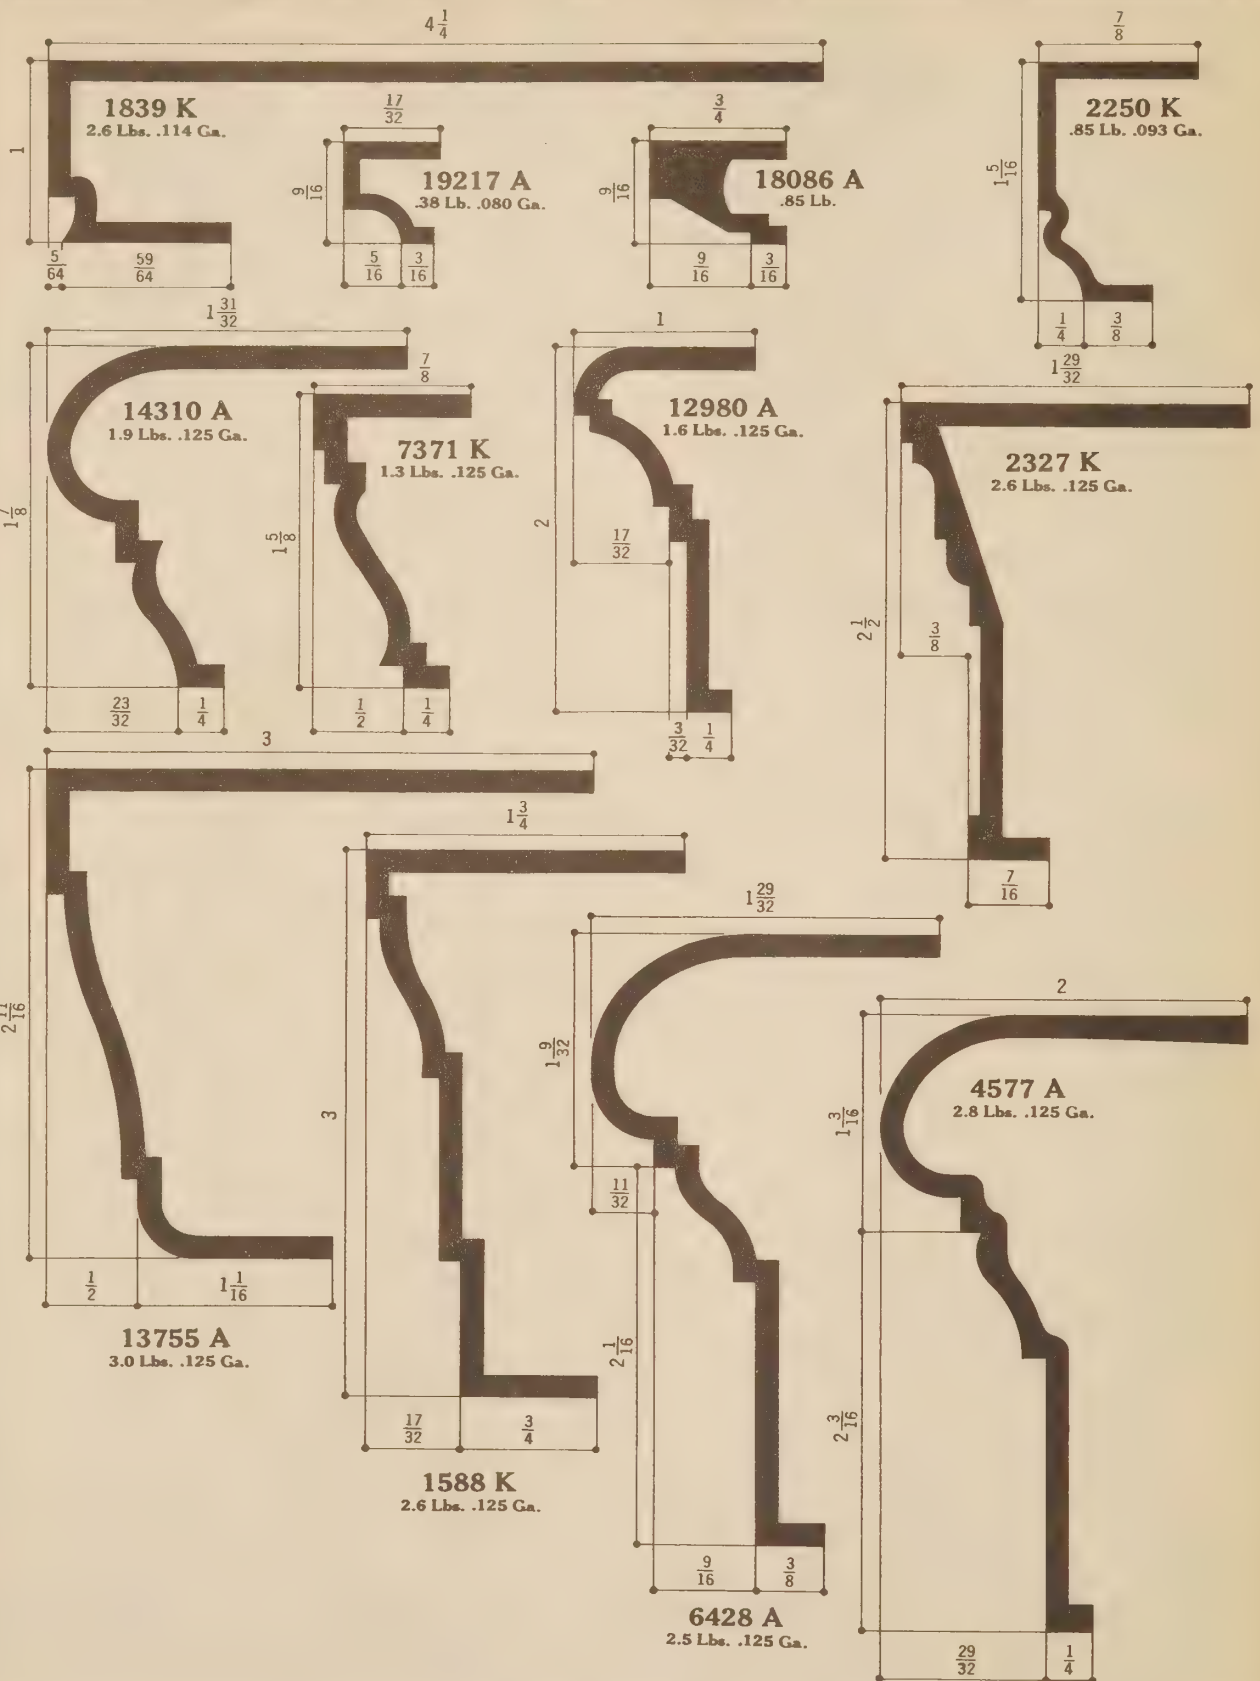 4 1/4
7/8
1839 K
2.6 Lbs. .114 Ga.
1
5/64
59/64
17/32
9/16
19217 A
.38 Lb. .080 Ga.
5/16
3/16
3/4
9/16
18086 A
.85 Lb.
9/16
3/16
2250 K
.85 Lb. .093 Ga.
1 5/16
1/4
3/8
1 31/32
14310 A
1.9 Lbs. .125 Ga.
1 7/8
23/32
1/4
7/8
7371 K
1.3 Lbs. .125 Ga.
1 5/8
1/2
1/4
1
12980 A
1.6 Lbs. .125 Ga.
2
17/32
3/32
1/4
1 29/32
2327 K
2.6 Lbs. .125 Ga.
2 1/2
3/8
7/16
3
2 11/16
1/2
1 1/16
13755 A
3.0 Lbs. .125 Ga.
1 3/4
3
17/32
3/4
1588 K
2.6 Lbs. .125 Ga.
1 29/32
1 9/32
11/32
2 1/16
9/16
3/8
6428 A
2.5 Lbs. .125 Ga.
2
4577 A
2.8 Lbs. .125 Ga.
1 3/16
2 3/16
29/32
1/4